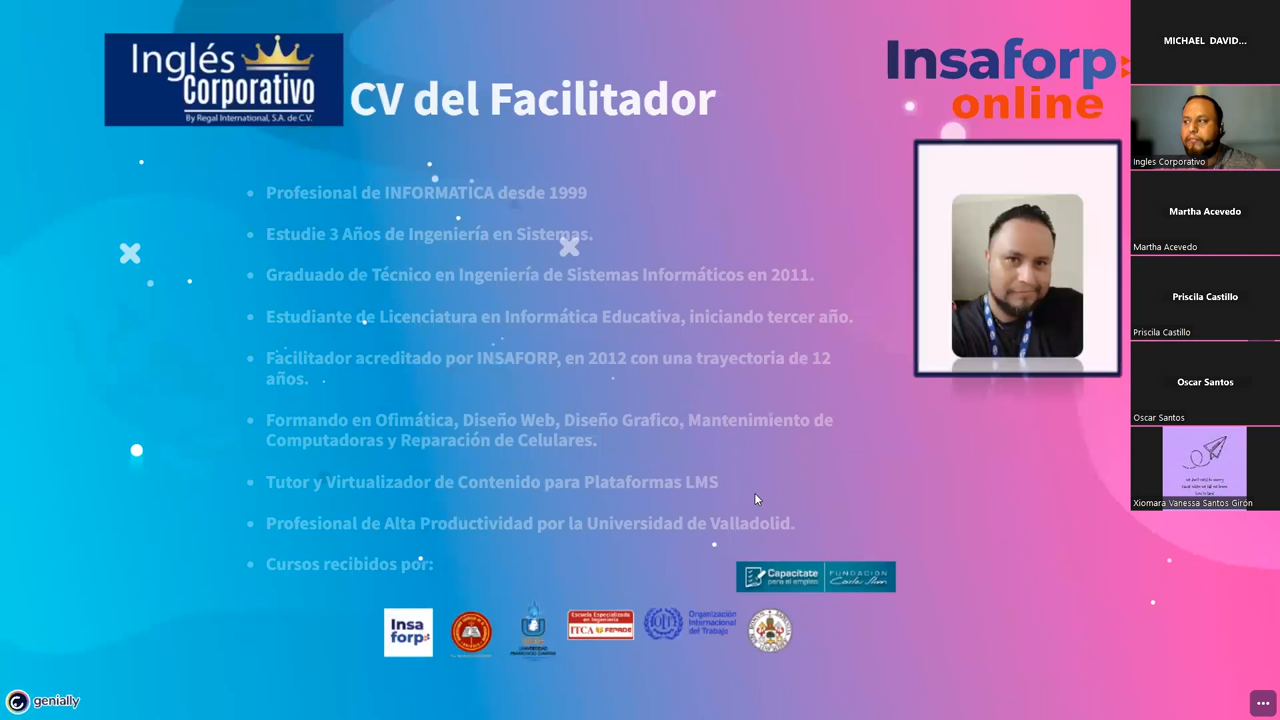 Inglés
Corporativo
By Regal International, S.A. de C.V.
CV del Facilitador
Insaforp
online
• Profesional de INFORMATICA desde 1999
• Estudie 3 Años de Ingeniería en Sistemas.
• Graduado de Técnico en Ingeniería de Sistemas Informáticos en 2011.
• Estudiante de Licenciatura en Informática Educativa, iniciando tercer año.
• Facilitador acreditado por INSAFORP, en 2012 con una trayectoria de 12
años.
• Formando en Ofimática, Diseño Web, Diseño Grafico, Mantenimiento de
Computadoras y Reparación de Celulares.
• Tutor y Virtualizador de Contenido para Plataformas LMS
• Profesional de Alta Productividad por la Universidad de Valladolid.
• Cursos recibidos por:
Capacítate
para el empleo
FUNDACIÓN
Carlos Slim
Insa
forp
Escuela Especializada
en Ingeniería
ITCA FEPADE
Organización
Internacional
del Trabajo
genially
MICHAEL DAVID...
Ingles Corporativo
Martha Acevedo
Martha Acevedo
Priscila Castillo
Priscila Castillo
Oscar Santos
Oscar Santos
Xiomara Vanessa Santos Girón